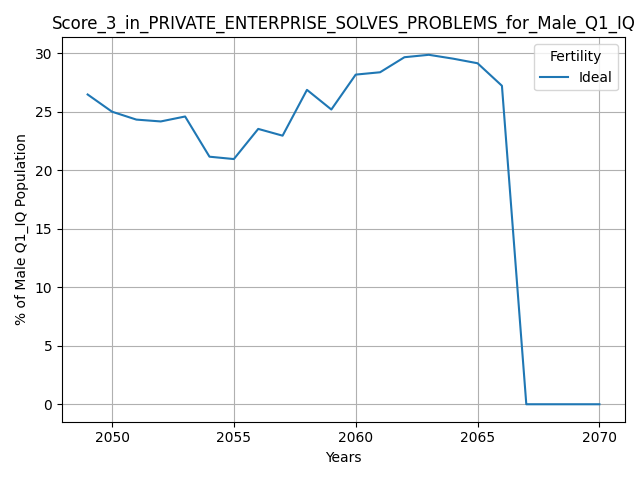 Score_3_in_PRIVATE_ENTERPRISE_SOLVES_PROBLEMS_for_Male_Q1_IQ
Fertility
Ideal
30
25
20
15
10
5
0
% of Male Q1_IQ Population
2050 2055 2060 2065 2070
Years